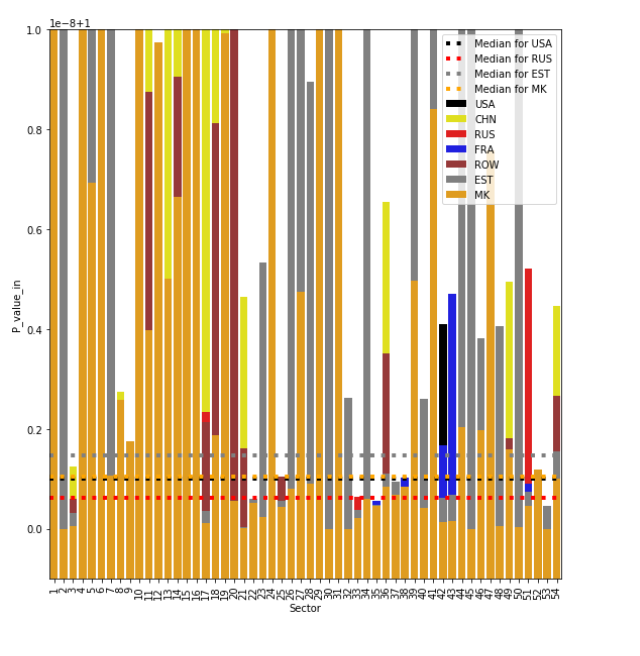 1e−8+1
1.0
0.8
0.6
0.4
0.2
0.0
P_value_in
Median for USA
Median for RUS
Median for EST
Median for MK
USA
CHN
RUS
FRA
ROW
EST
MK
1 2 3 4 5 6 7 8 9 10 11 12 13 14 15 16 17 18 19 20 21 22 23 24 25 26 27 28 29 30 31 32 33 34 35 36 37 38 39 40 41 42 43 44 45 46 47 48 49 50 51 52 53 54
Sector